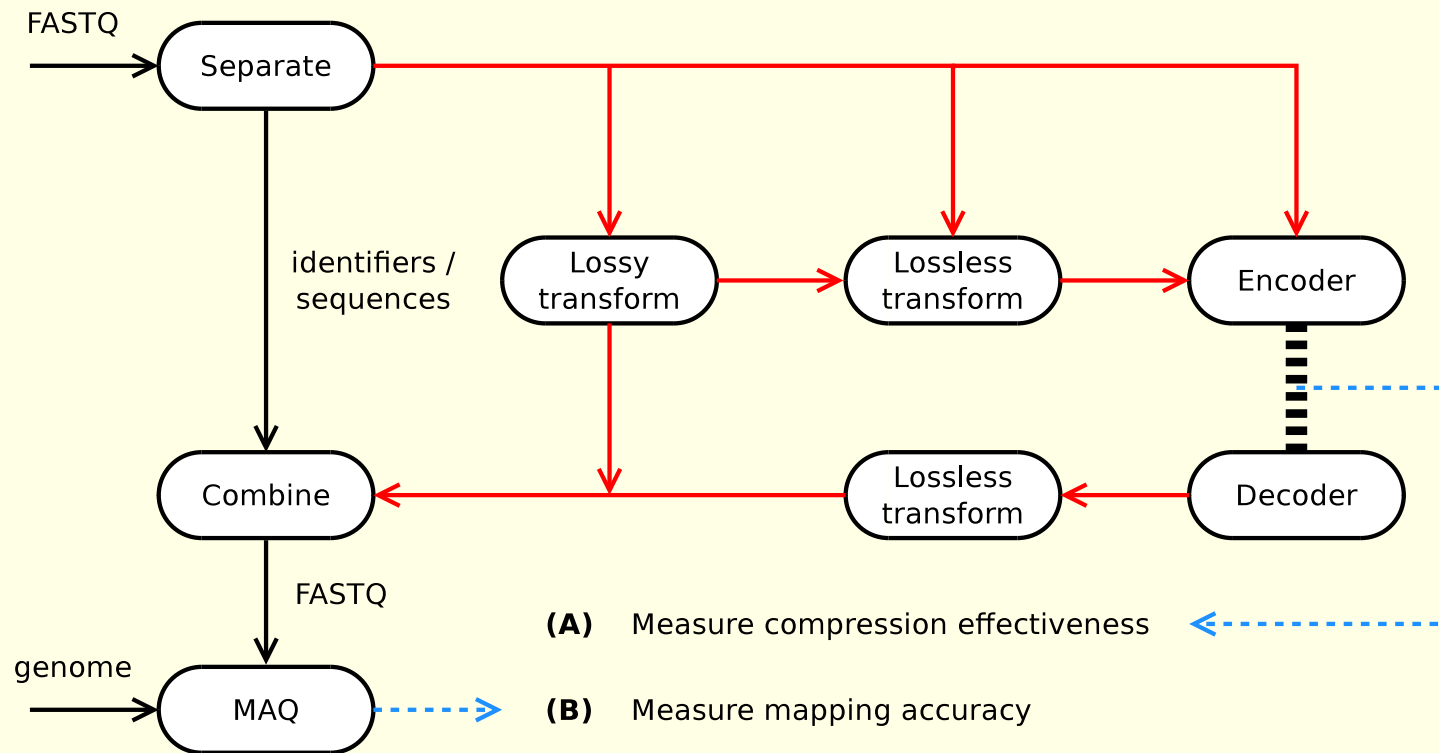 FASTQ
Separate
identifiers /
sequences
Lossy
transform
Lossless
transform
Encoder
Combine
Lossless
transform
Decoder
FASTQ
(A) Measure compression effectiveness
genome
MAQ
(B) Measure mapping accuracy